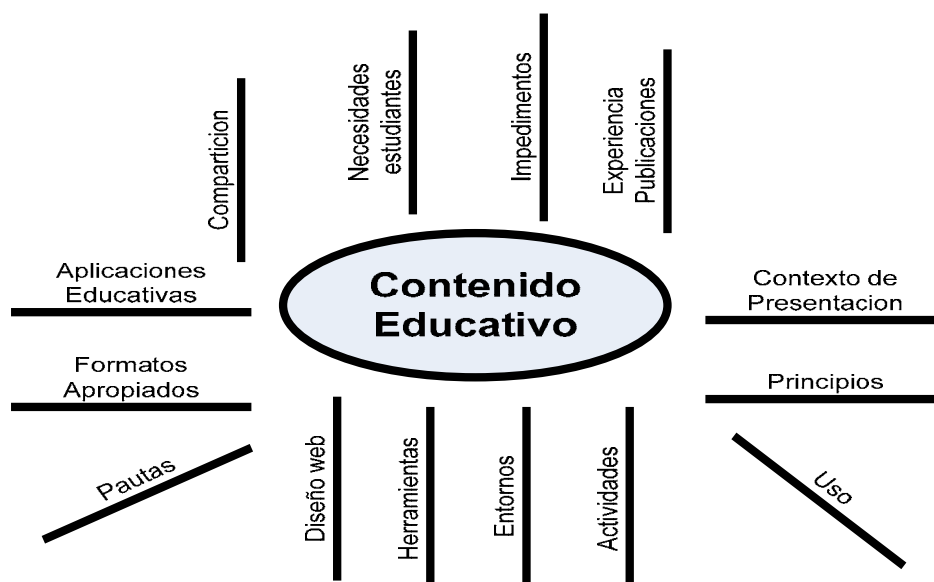 Comparticion
Necesidades
estudiantes
Impedimentos
Experiencia
Publicaciones
Aplicaciones
Educativas
Contenido
Educativo
Contexto de
Presentacion
Formatos
Apropiados
Principios
Pautas
Diseño web
Herramientas
Entornos
Actividades
Uso